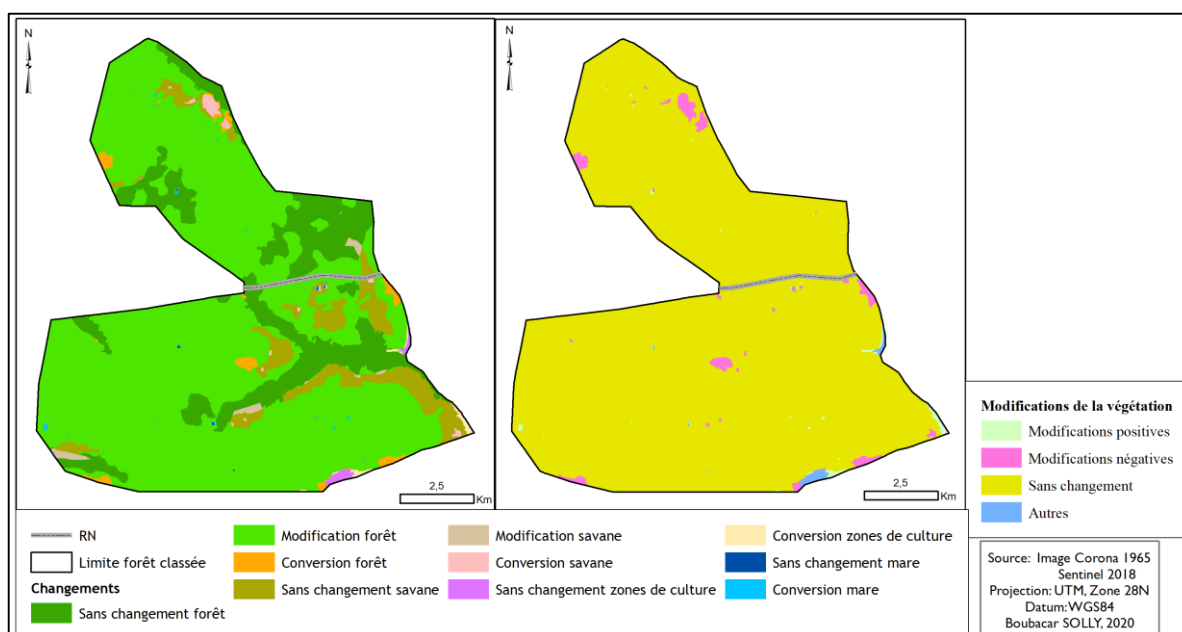 N
N
2,5
Km
2,5
Km
RN
Limite forêt classée
Changements
Sans changement forêt
Modification forêt
Conversion forêt
Sans changement savane
Modification savane
Conversion savane
Sans changement zones de culture
Conversion zones de culture
Sans changement mare
Conversion mare
Modifications de la végétation
Modifications positives
Modifications négatives
Sans changement
Autres
Source: Image Corona 1965
Sentinel 2018
Projection: UTM, Zone 28N
Datum: WGS84
Boubacar SOLLY, 2020